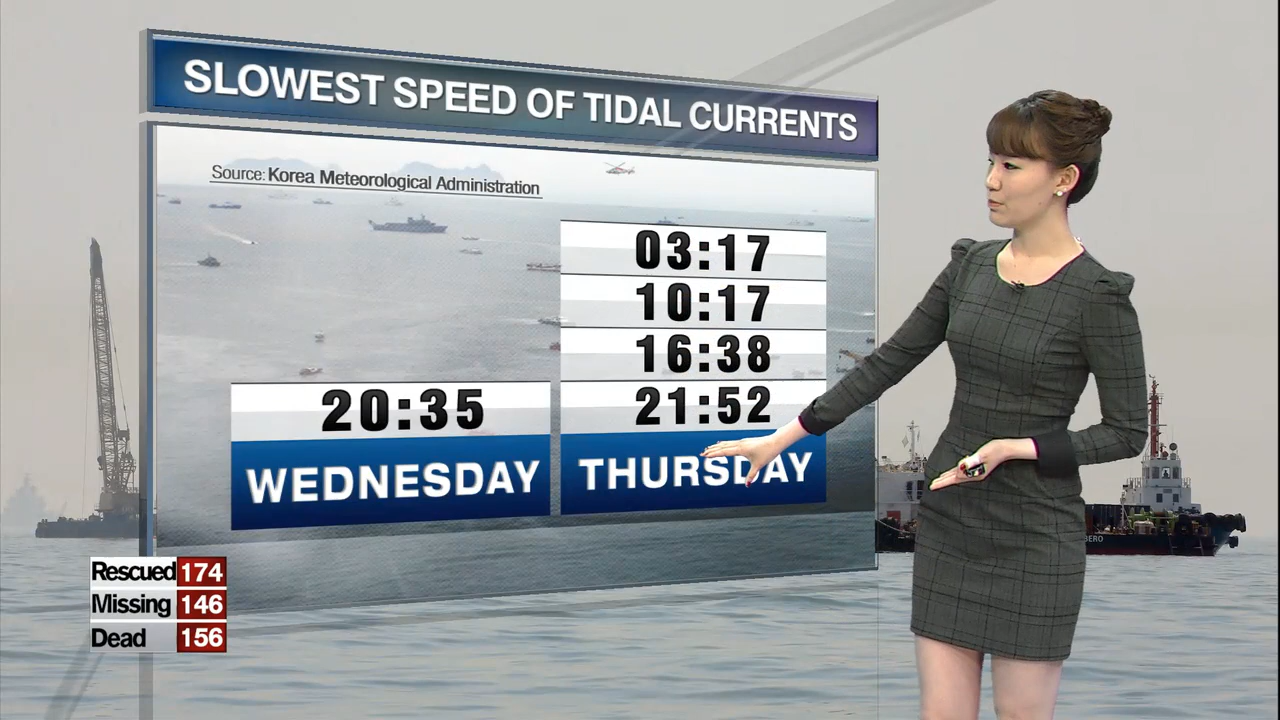 SLOWEST SPEED OF TIDAL CURRENTS
Source: Korea Meteorological Administration
03:17
10:17
16:38
20:35
21:52
WEDNESDAY
THURSDAY
Rescued 174
Missing 146
Dead 156